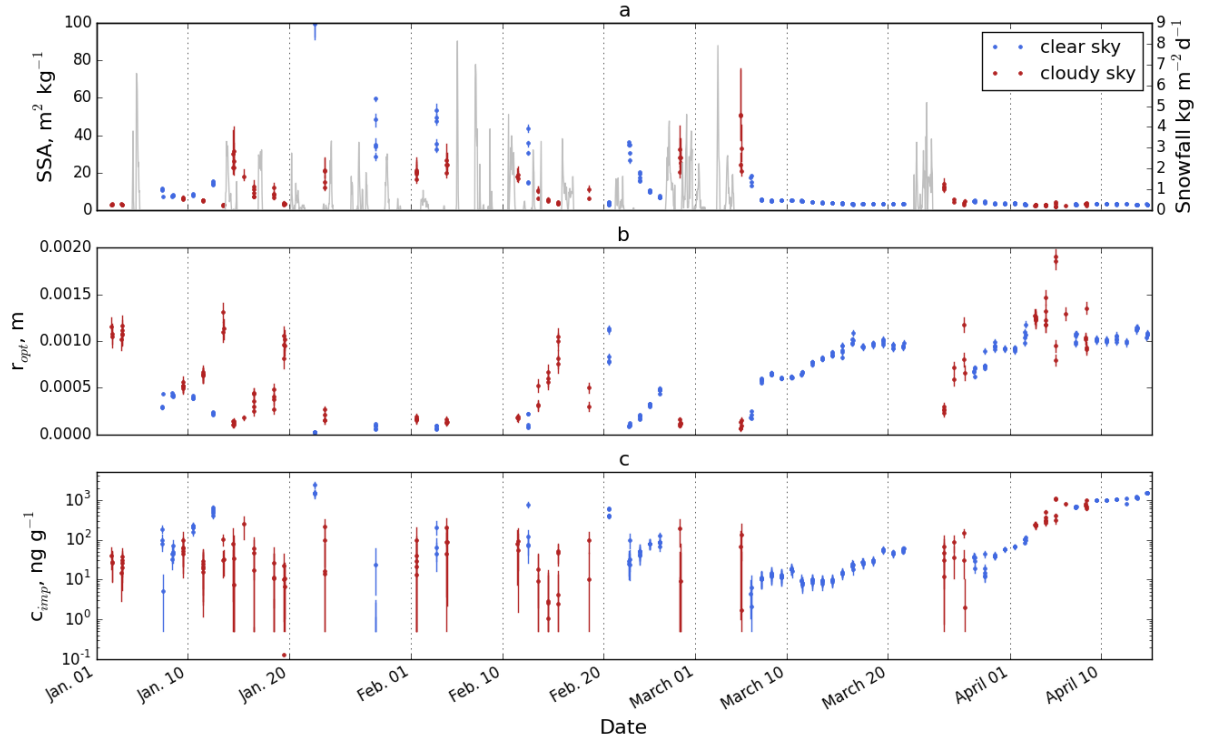 a
100
80
60
40
20
0
SSA, m² kg⁻¹
9
8
7
6
5
4
3
2
1
0
Snowfall kg m⁻² d⁻¹
clear sky
cloudy sky
b
0.0020
0.0015
0.0010
0.0005
0.0000
r_opt, m
c
10³
10²
10¹
10⁰
10⁻¹
c_imp, ng g⁻¹
Jan. 01
Jan. 10
Jan. 20
Feb. 01
Feb. 10
Feb. 20
March 01
March 10
March 20
April 01
April 10
Date